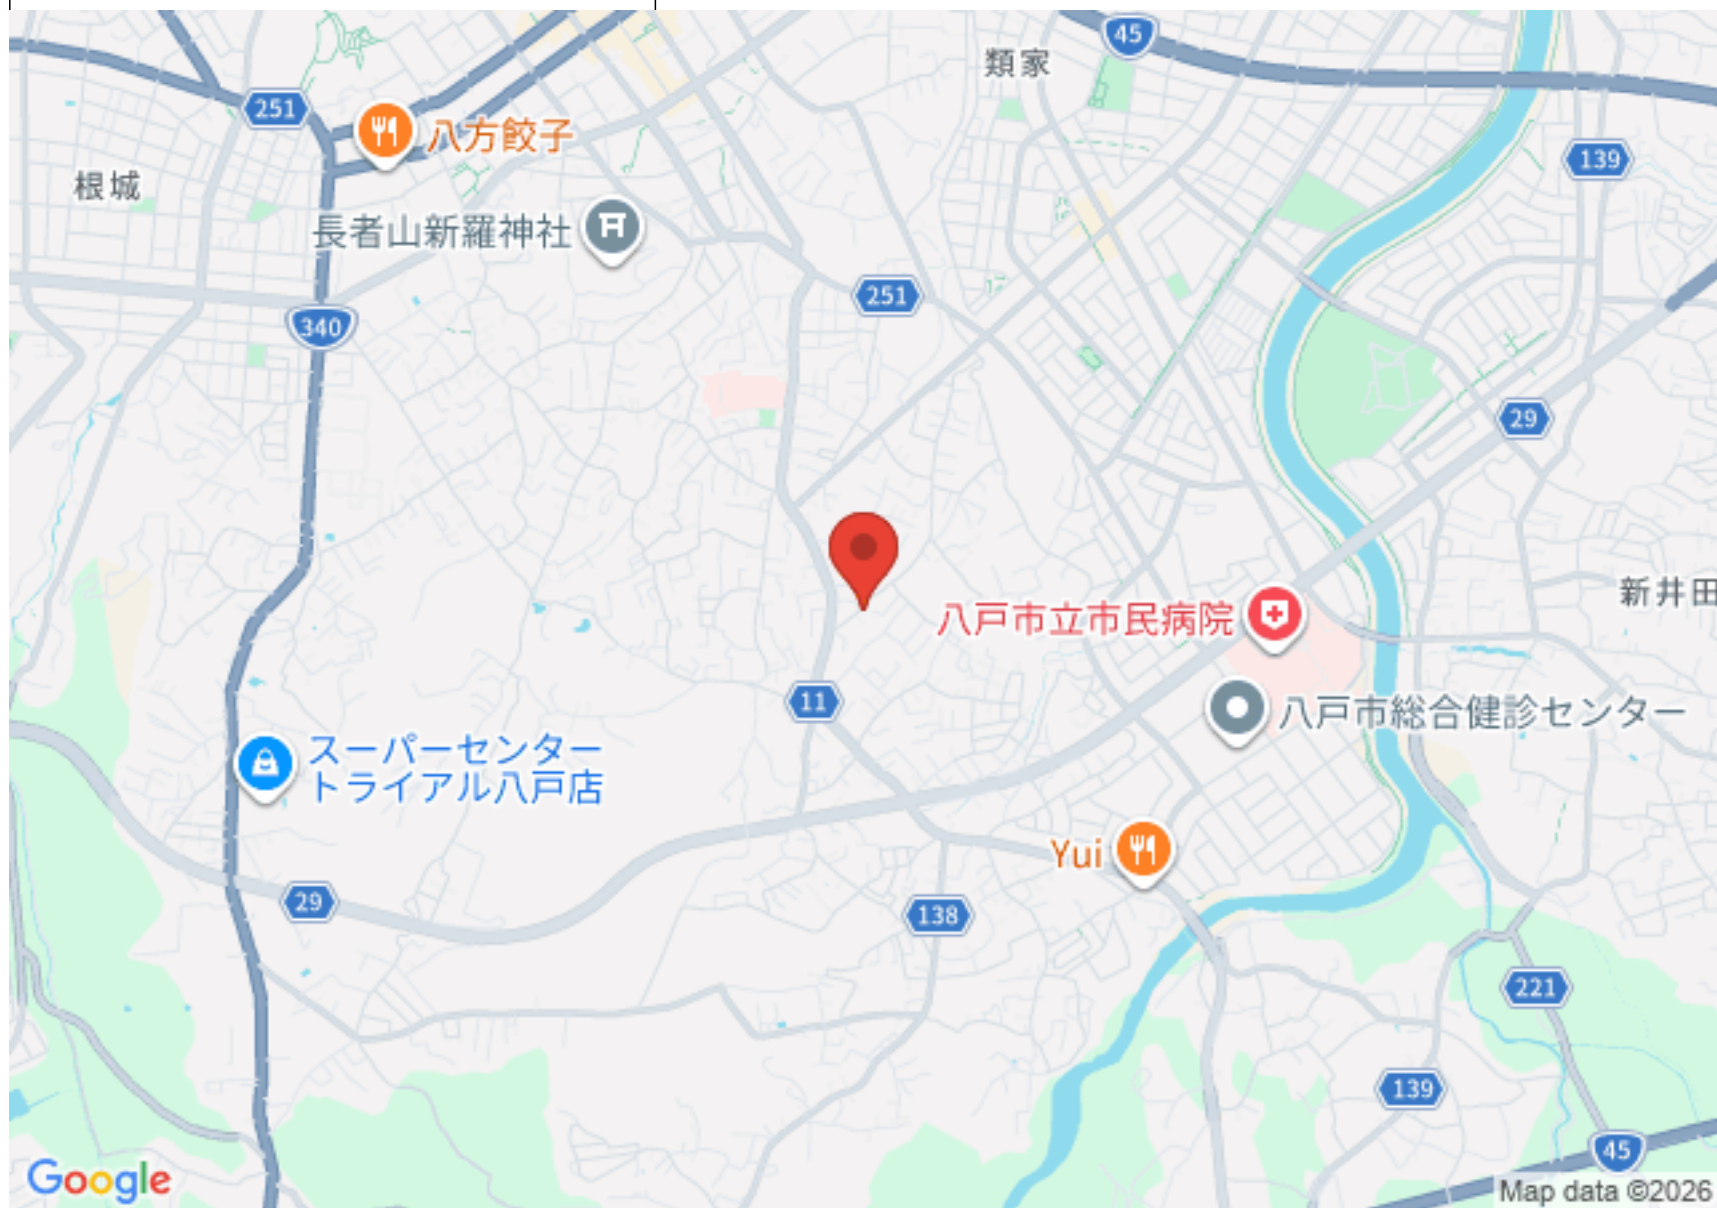 45
類家
251
八方餃子
139
根城
長者山新羅神社
251
340
29
新井田
八戸市立市民病院
11
八戸市総合健診センター
スーパーセンター
トライアル八戸店
Yui
29
138
221
139
45
Google
Map data ©2026